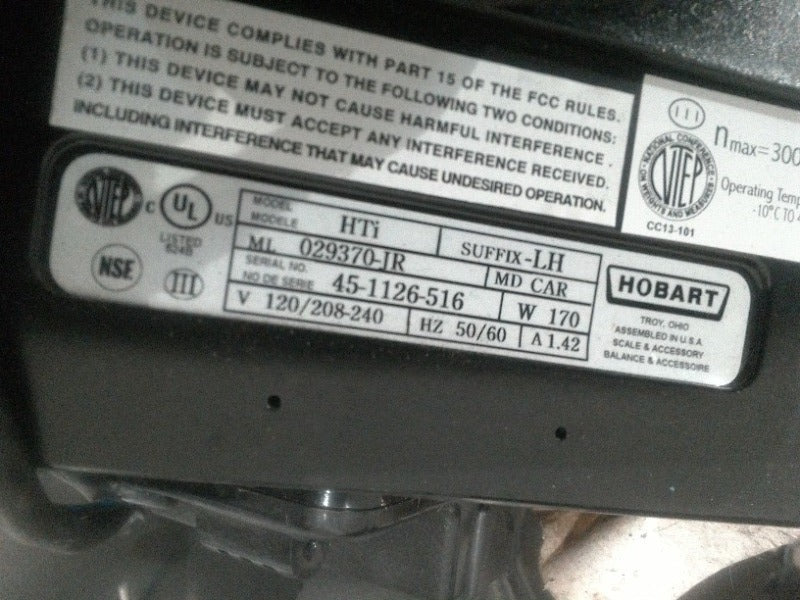 THIS DEVICE COMPLIES WITH PART 15 OF THE FCC RULES.
OPERATION IS SUBJECT TO THE FOLLOWING TWO CONDITIONS:
(1) THIS DEVICE MAY NOT CAUSE HARMFUL INTERFERENCE.
(2) THIS DEVICE MUST ACCEPT ANY INTERFERENCE RECEIVED.
INCLUDING INTERFERENCE THAT MAY CAUSE UNDESIRED OPERATION.
III
nmax=300
NATIONAL CONFERENCE
NTEP
ON WEIGHTS AND MEASURES
CC13-101
Operating Temp
-10°C TO
NTEP
C UL US
LISTED
NSF
III
MODEL
MODELE
HTi
SUFFIX-LH
ML 029370-JR
MD CAR
SERIAL NO.
NO DE SERIE
45-1126-516
W 170
V 120/208-240
HZ 50/60
A 1.42
HOBART
TROY, OHIO
ASSEMBLED IN U.S.A
SCALE & ACCESSORY
BALANCE & ACCESSOIRE